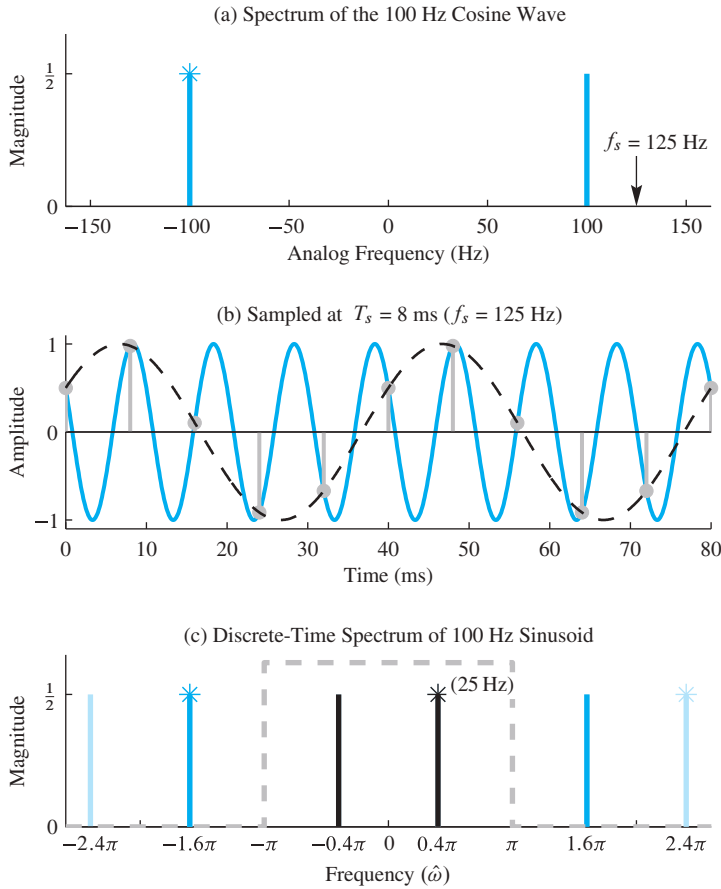 (a) Spectrum of the 100 Hz Cosine Wave
Magnitude
1/2
0
f_s = 125 Hz
−150 −100 −50 0 50 100 150
Analog Frequency (Hz)
(b) Sampled at T_s = 8 ms (f_s = 125 Hz)
Amplitude
1
0
−1
0 10 20 30 40 50 60 70 80
Time (ms)
(c) Discrete-Time Spectrum of 100 Hz Sinusoid
Magnitude
1/2
0
(25 Hz)
−2.4π −1.6π −π −0.4π 0 0.4π π 1.6π 2.4π
Frequency (ω̂)